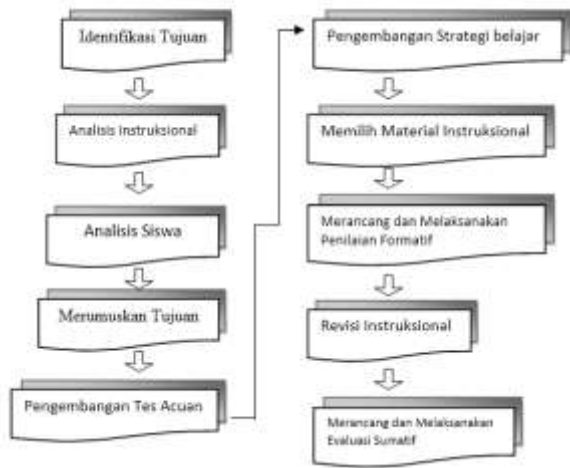 Identifikasi Tujuan
Analisis Instruksional
Analisis Siswa
Merumuskan Tujuan
Pengembangan Tes Acuan
Pengembangan Strategi belajar
Memilih Material Instruksional
Merancang dan Melaksanakan
Penilaian Formatif
Revisi Instruksional
Merancang dan Melaksanakan
Evaluasi Sumatif